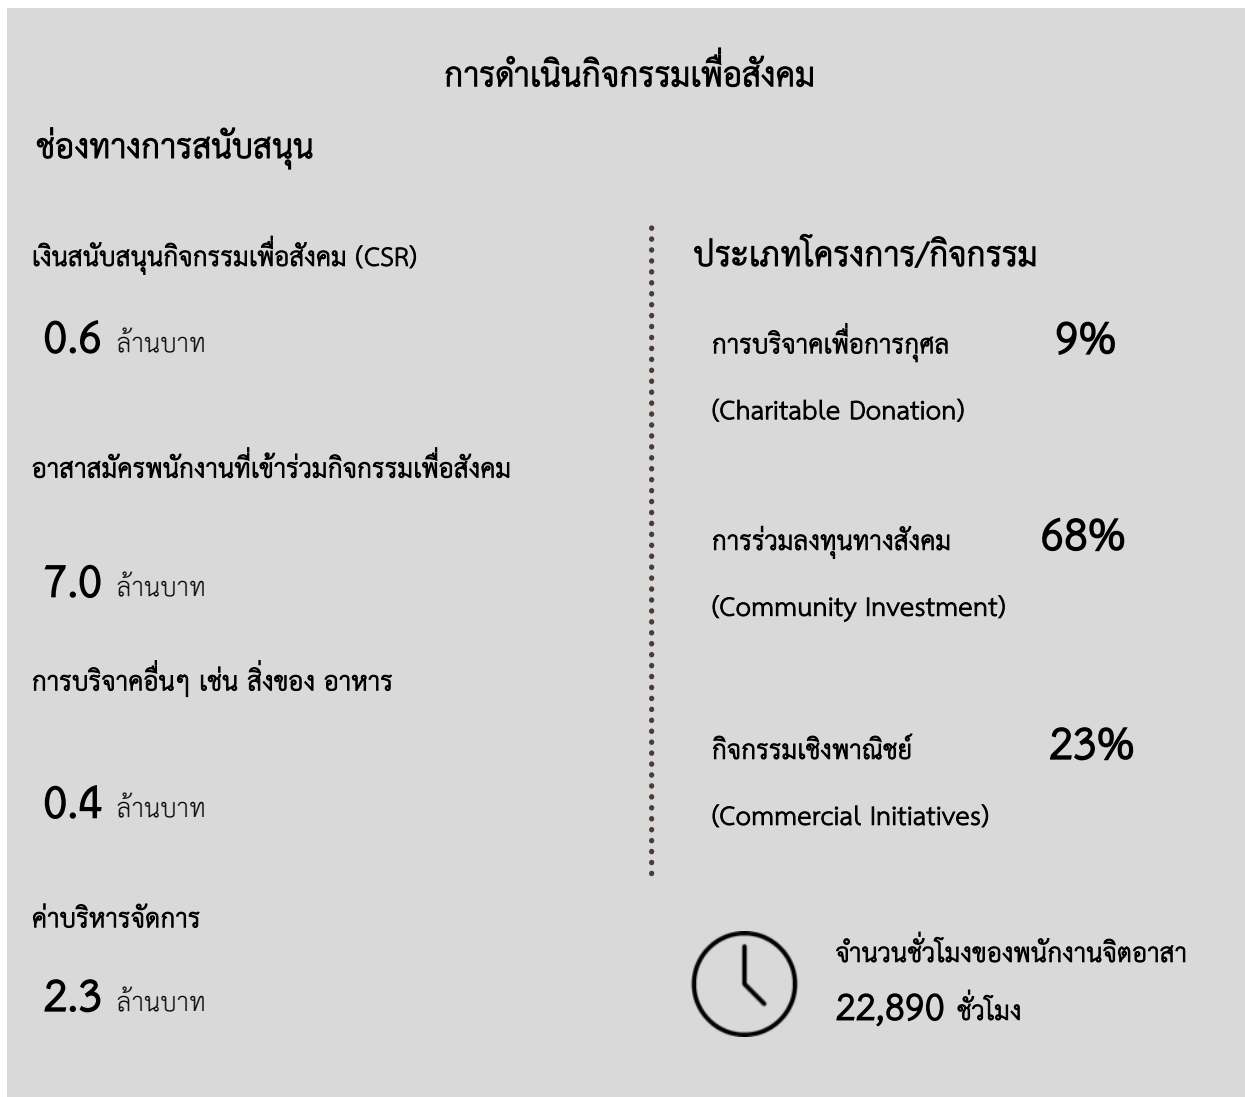 การดำเนินกิจกรรมเพื่อสังคม
ช่องทางการสนับสนุน
เงินสนับสนุนกิจกรรมเพื่อสังคม (CSR)
0.6 ล้านบาท
อาสาสมัครพนักงานที่เข้าร่วมกิจกรรมเพื่อสังคม
7.0 ล้านบาท
การบริจาคอื่นๆ เช่น สิ่งของ อาหาร
0.4 ล้านบาท
ค่าบริหารจัดการ
2.3 ล้านบาท
ประเภทโครงการ/กิจกรรม
การบริจาคเพื่อการกุศล 9%
(Charitable Donation)
การร่วมลงทุนทางสังคม 68%
(Community Investment)
กิจกรรมเชิงพาณิชย์ 23%
(Commercial Initiatives)
จำนวนชั่วโมงของพนักงานจิตอาสา
22,890 ชั่วโมง